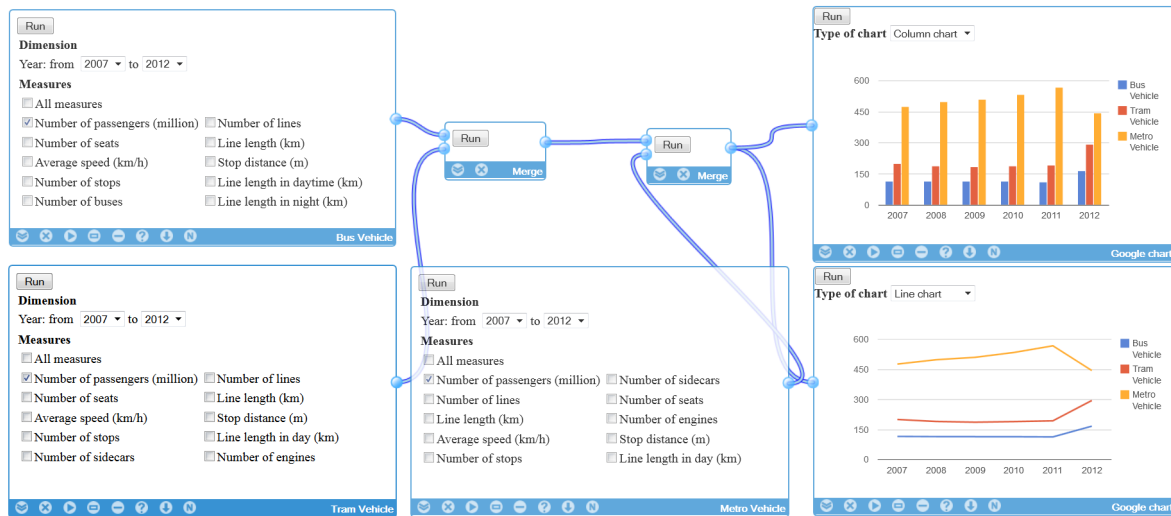 Run
Dimension
Year: from 2007 to 2012
Measures
All measures
Number of passengers (million) Number of lines
Number of seats Line length (km)
Average speed (km/h) Stop distance (m)
Number of stops Line length in daytime (km)
Number of buses Line length in night (km)
N
Bus Vehicle
Run
Merge
Run
Merge
Run
Type of chart Column chart
600
450
300
150
0
2007 2008 2009 2010 2011 2012
Bus
Vehicle
Tram
Vehicle
Metro
Vehicle
N
Google chart
Run
Dimension
Year: from 2007 to 2012
Measures
All measures
Number of passengers (million) Number of lines
Number of seats Line length (km)
Average speed (km/h) Stop distance (m)
Number of stops Line length in day (km)
Number of sidecars Number of engines
N
Tram Vehicle
Run
Dimension
Year: from 2007 to 2012
Measures
All measures
Number of passengers (million) Number of sidecars
Number of lines Number of seats
Line length (km) Number of engines
Average speed (km/h) Stop distance (m)
Number of stops Line length in day (km)
N
Metro Vehicle
Run
Type of chart Line chart
600
450
300
150
0
2007 2008 2009 2010 2011 2012
Bus
Vehicle
Tram
Vehicle
Metro
Vehicle
N
Google chart